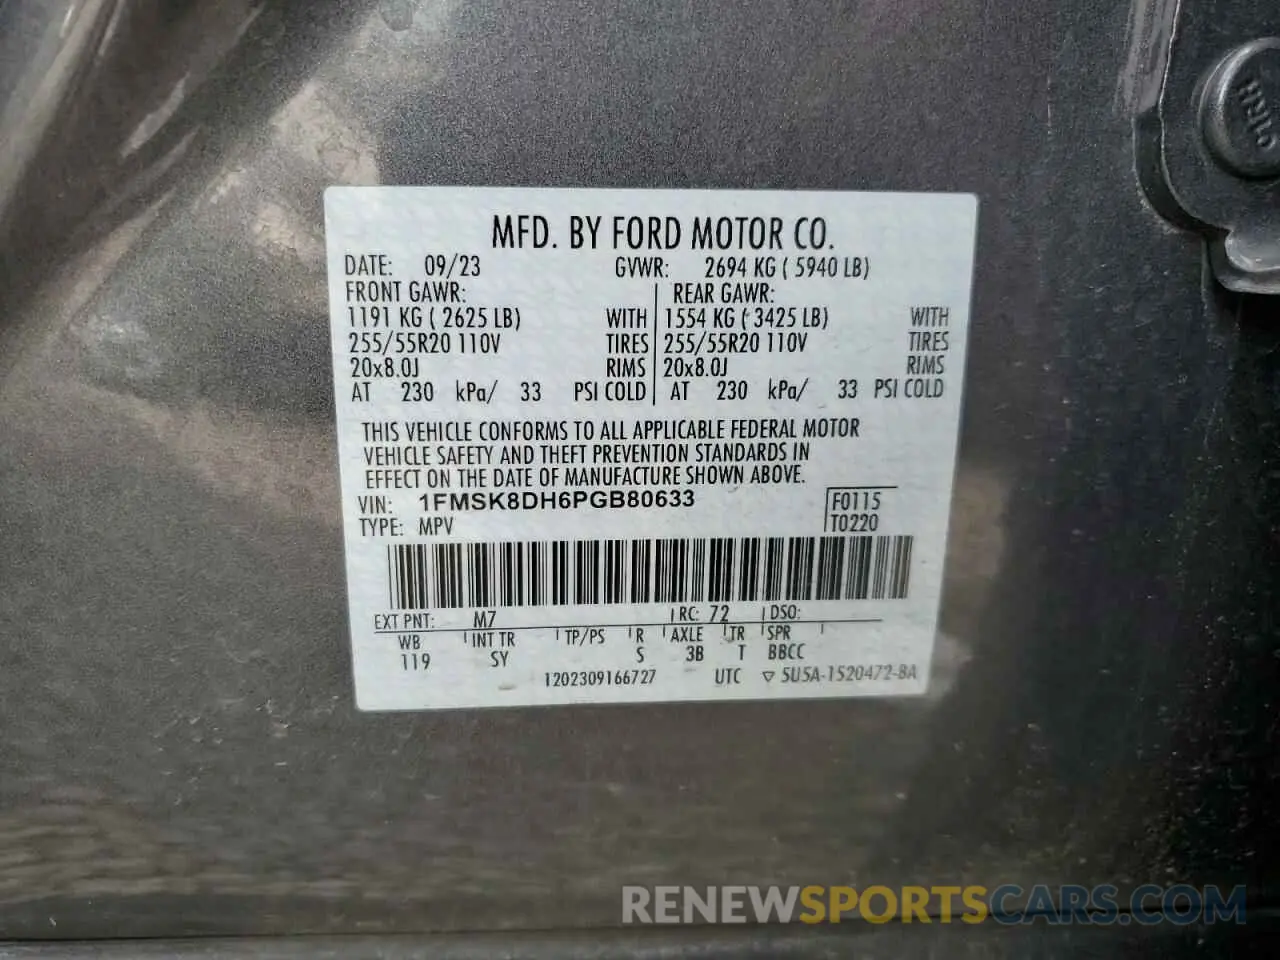 MFD. BY FORD MOTOR CO.
DATE: 09/23 GVWR: 2694 KG ( 5940 LB)
FRONT GAWR: REAR GAWR:
1191 KG ( 2625 LB) WITH 1554 KG ( 3425 LB) WITH
255/55R20 110V TIRES 255/55R20 110V TIRES
20x8.0J RIMS 20x8.0J RIMS
AT 230 kPa/ 33 PSI COLD AT 230 kPa/ 33 PSI COLD
THIS VEHICLE CONFORMS TO ALL APPLICABLE FEDERAL MOTOR
VEHICLE SAFETY AND THEFT PREVENTION STANDARDS IN
EFFECT ON THE DATE OF MANUFACTURE SHOWN ABOVE.
VIN: 1FMSK8DH6PGB80633 F0115
TYPE: MPV T0220
EXT PNT: M7 RC: 72 DSO:
WB INT TR TP/PS R AXLE TR SPR
119 SY S 3B T BBCC
1202309166727 UTC ▽ 5U5A-1520472-BA
RENEWSPORTSCARS.COM